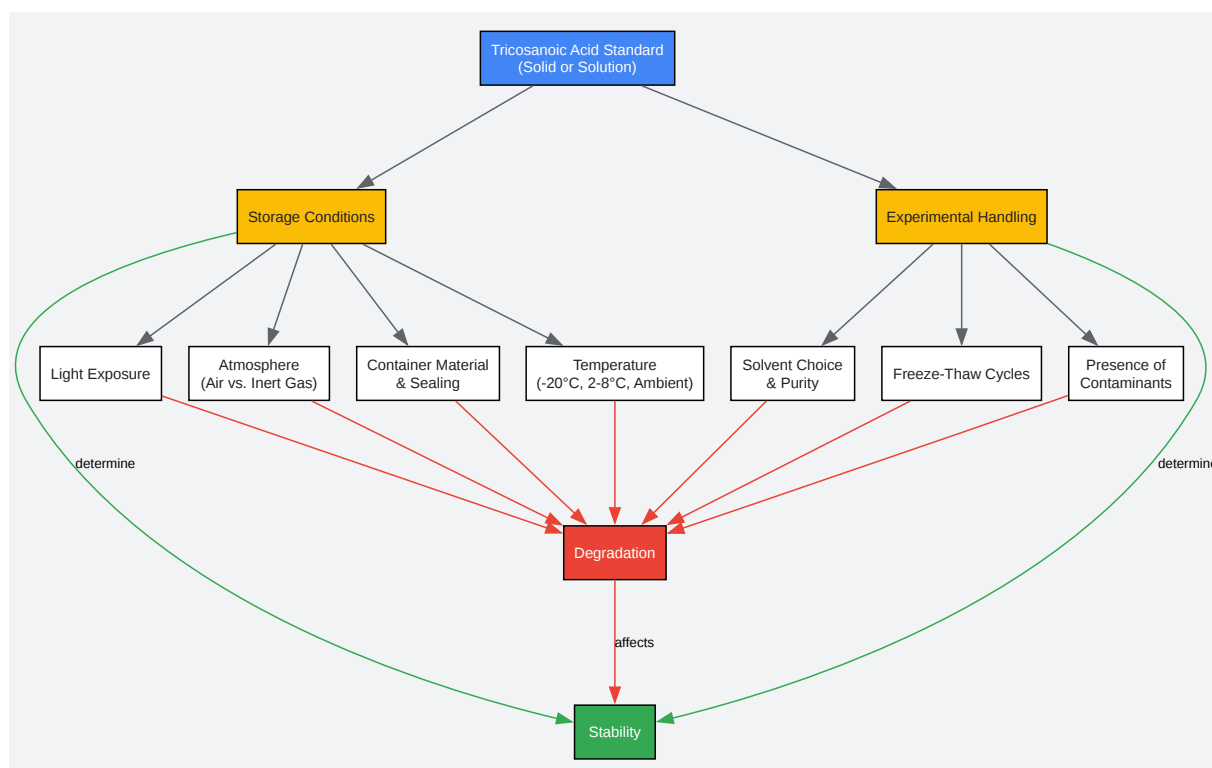 Tricosanoic Acid Standard
(Solid or Solution)
Storage Conditions
Experimental Handling
Light Exposure
Atmosphere
(Air vs. Inert Gas)
Container Material
& Sealing
Temperature
(-20°C, 2-8°C, Ambient)
Solvent Choice
& Purity
Freeze-Thaw Cycles
Presence of
Contaminants
determine
determine
Degradation
affects
Stability